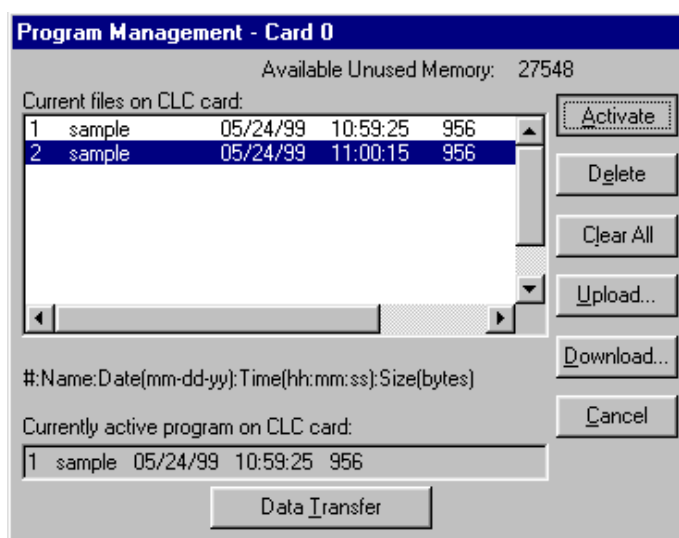 Program Management - Card 0
Available Unused Memory: 27548
Current files on CLC card:
1 sample 05/24/99 10:59:25 956
2 sample 05/24/99 11:00:15 956
Activate
Delete
Clear All
Upload...
Download...
Cancel
#:Name:Date(mm-dd-yy):Time(hh:mm:ss):Size(bytes)
Currently active program on CLC card:
1 sample 05/24/99 10:59:25 956
Data Transfer